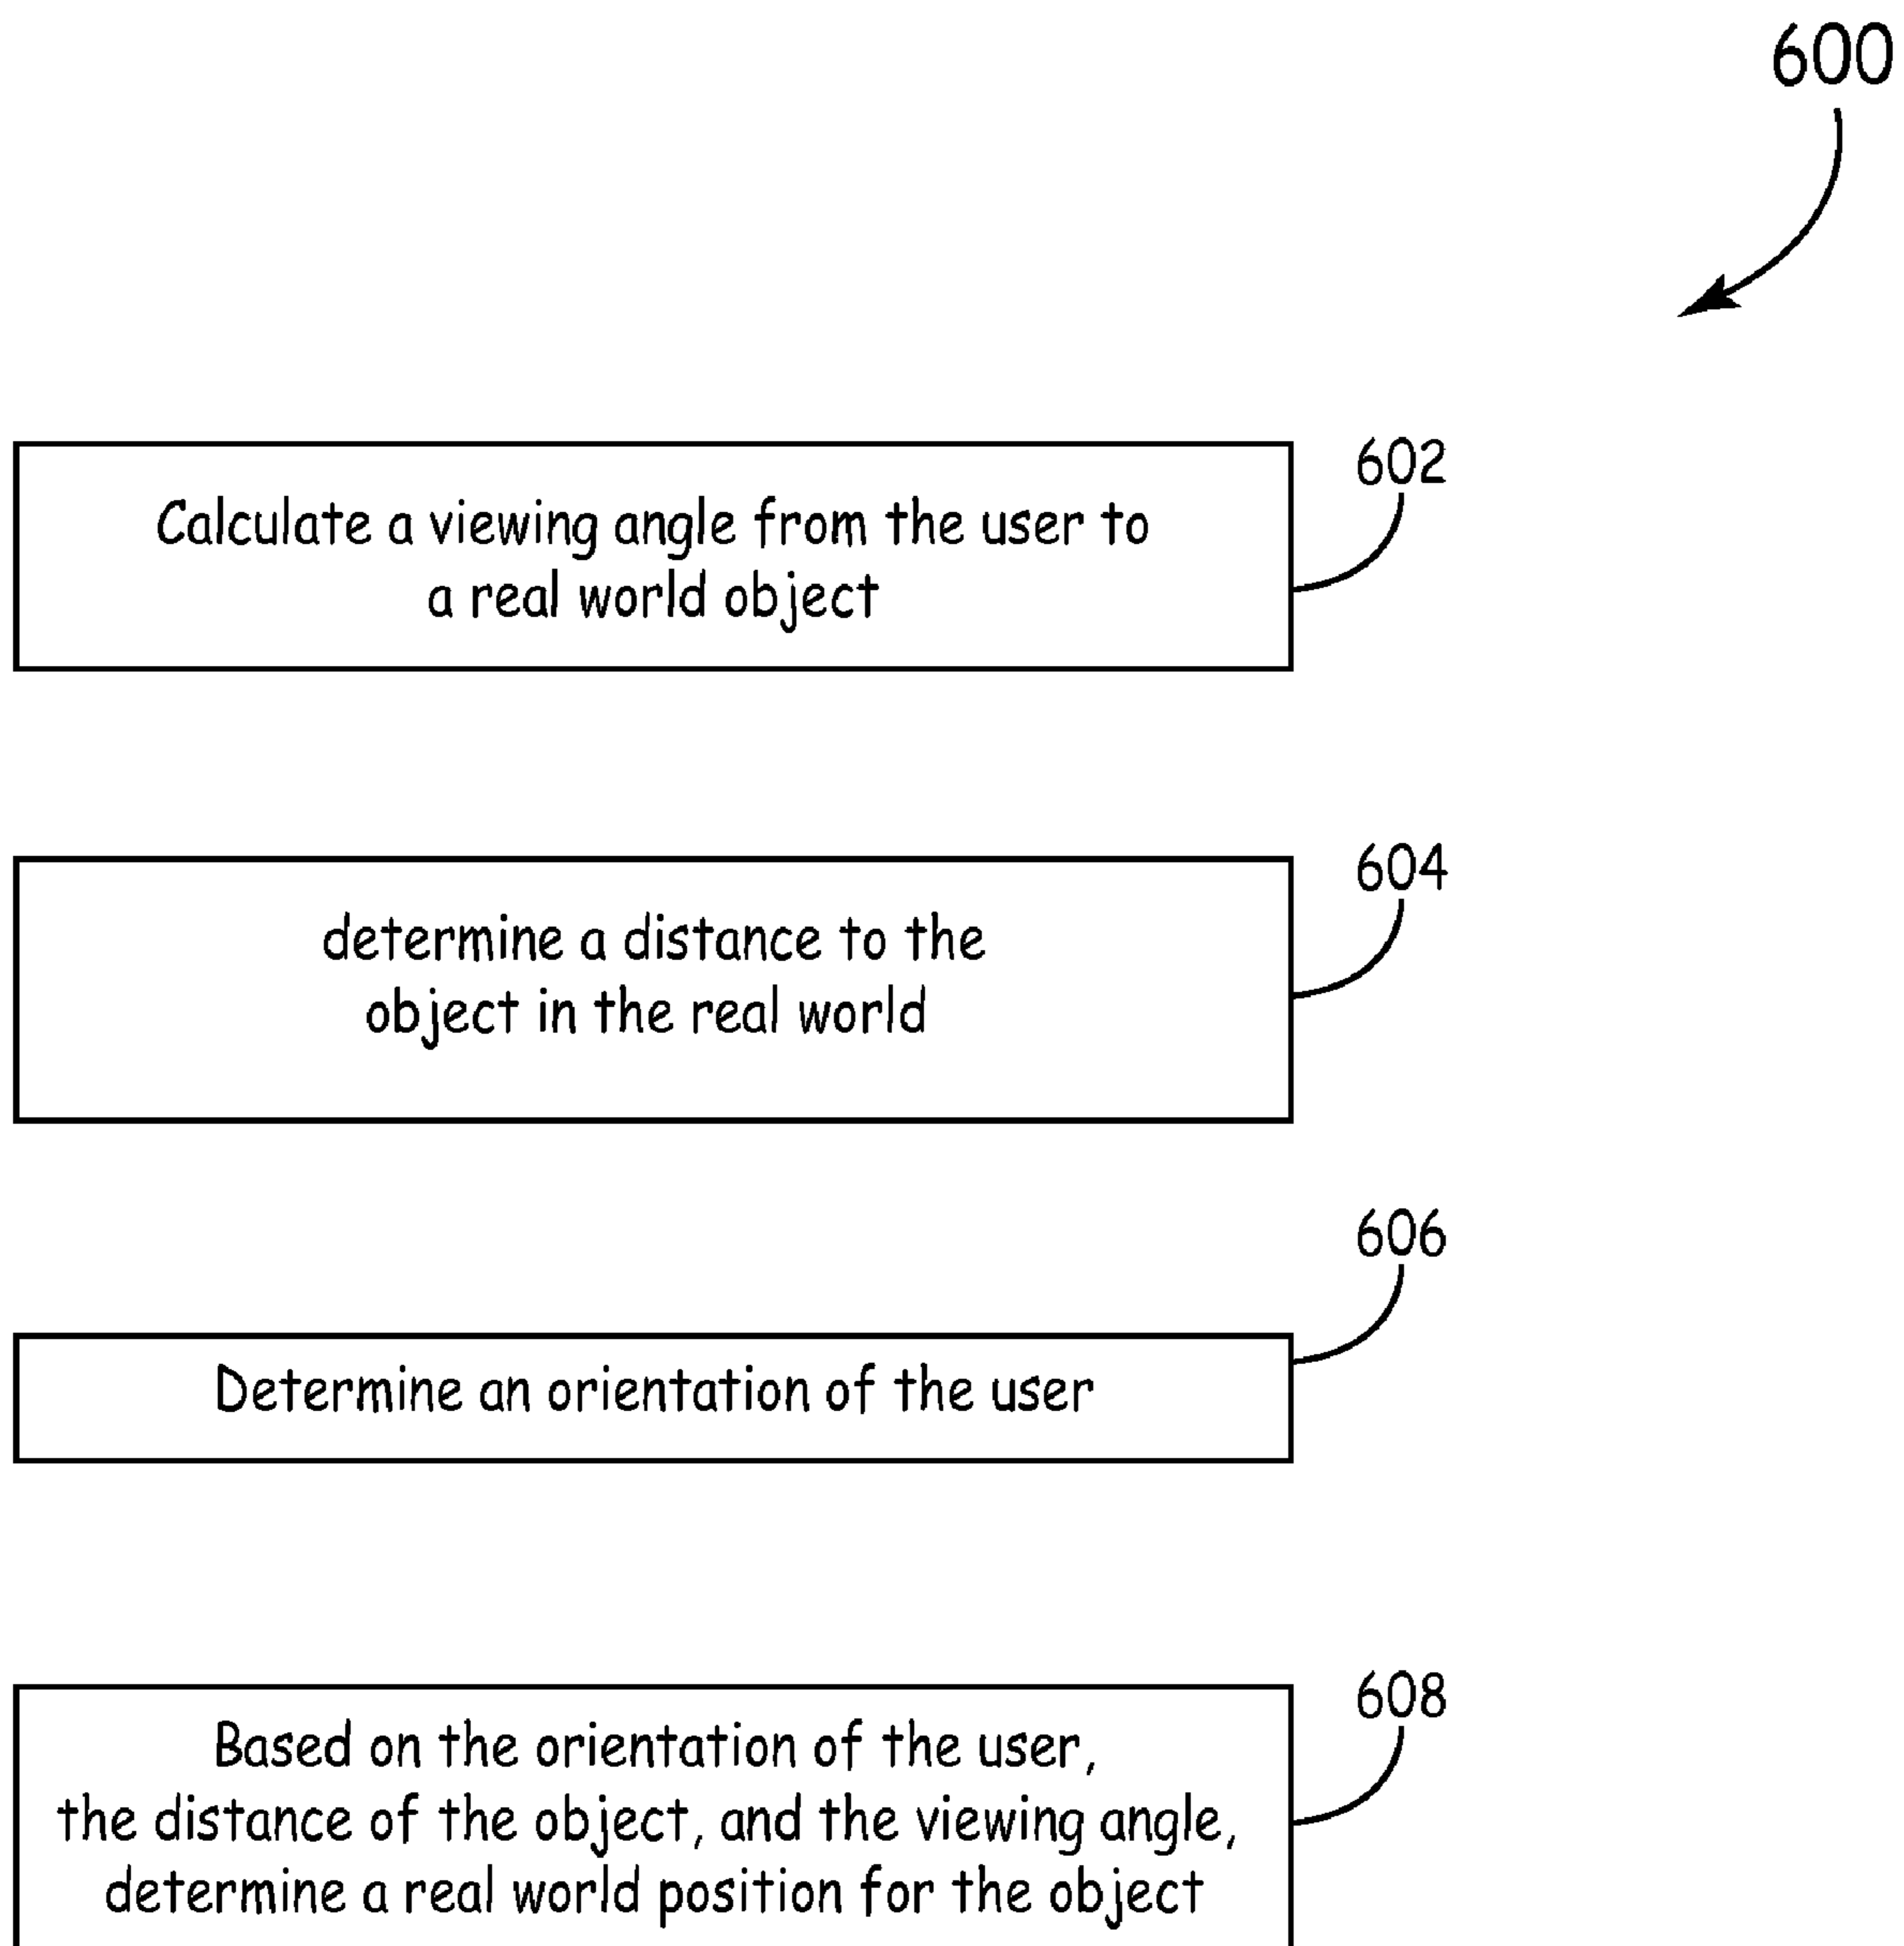 600
602
Calculate a viewing angle from the user to
a real world object
604
determine a distance to the
object in the real world
606
Determine an orientation of the user
608
Based on the orientation of the user,
the distance of the object, and the viewing angle,
determine a real world position for the object